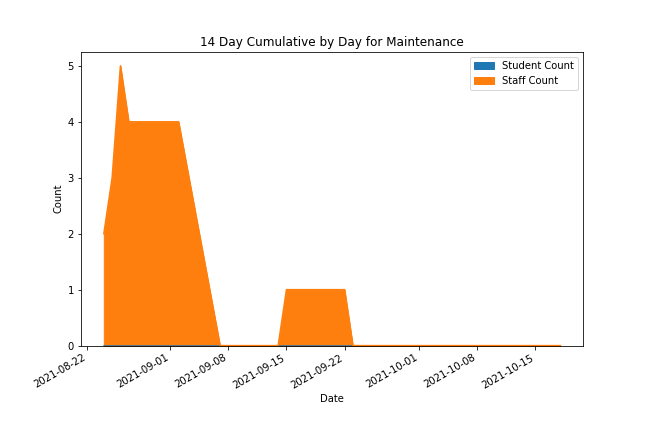 14 Day Cumulative by Day for Maintenance
Student Count
Staff Count
5
4
3
2
1
0
Count
2021-08-22
2021-09-01
2021-09-08
2021-09-15
2021-09-22
2021-10-01
2021-10-08
2021-10-15
Date